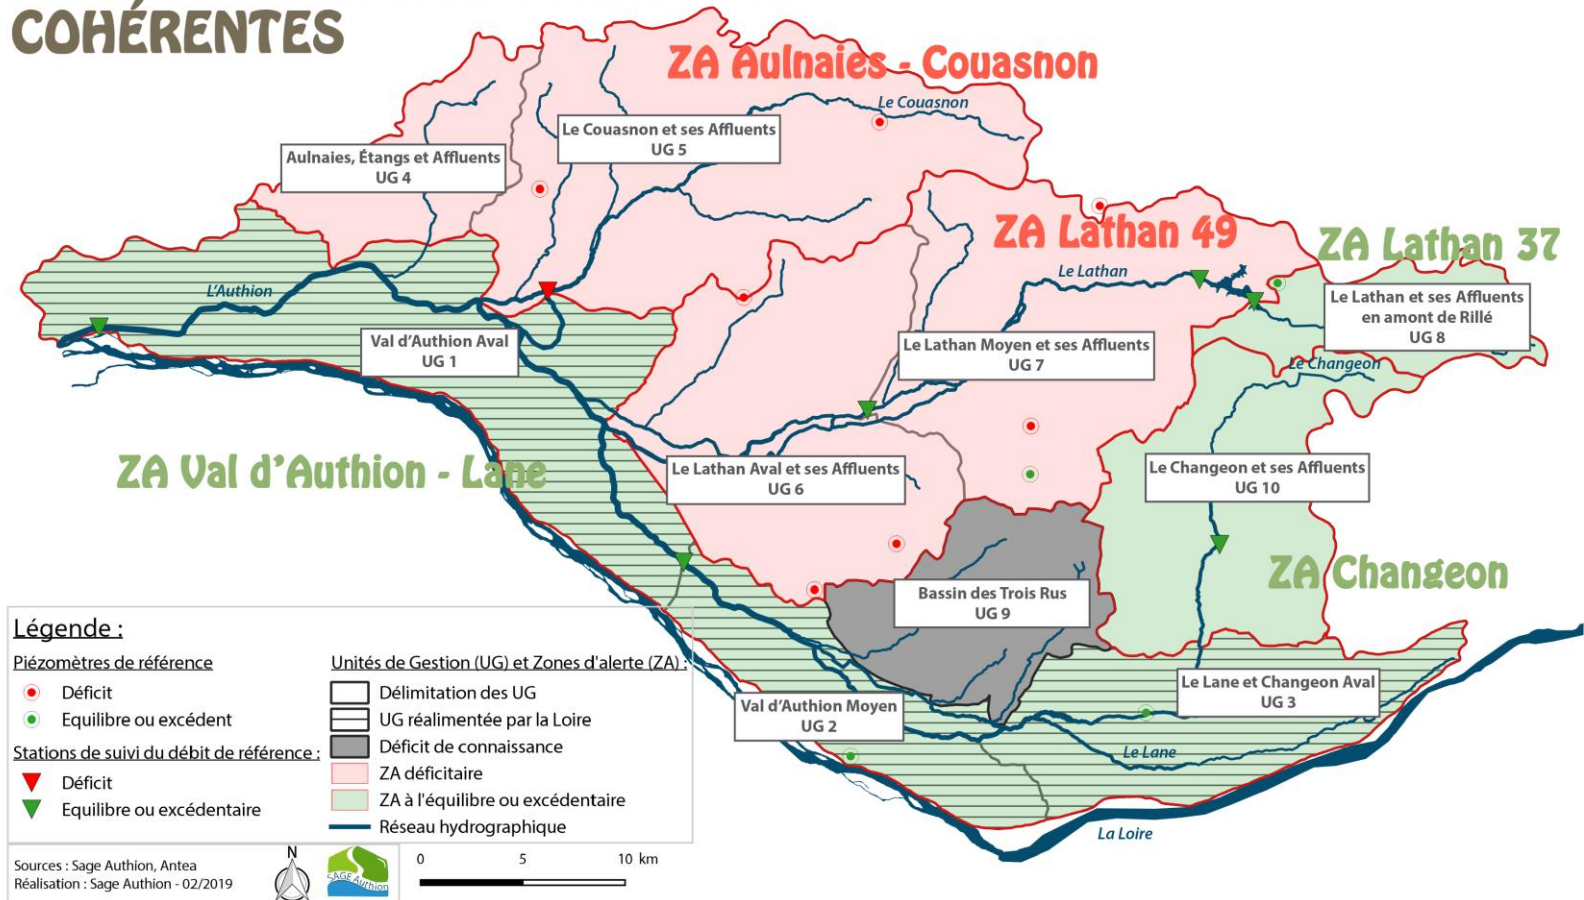 COHÉRENTES
ZA Aulnaies - Couasnon
Le Couasnon
Le Couasnon et ses Affluents
UG 5
Aulnaies, Étangs et Affluents
UG 4
ZA Lathan 49
ZA Lathan 37
Le Lathan
L'Authion
Le Lathan et ses Affluents
en amont de Rillé
UG 8
Val d'Authion Aval
UG 1
Le Lathan Moyen et ses Affluents
UG 7
Le Changeon
ZA Val d'Authion - Lane
Le Lathan Aval et ses Affluents
UG 6
Le Changeon et ses Affluents
UG 10
ZA Changeon
Bassin des Trois Rus
UG 9
Le Lane et Changeon Aval
UG 3
Val d'Authion Moyen
UG 2
Le Lane
La Loire
Légende :
Piézomètres de référence
Déficit
Equilibre ou excédent
Stations de suivi du débit de référence :
Déficit
Equilibre ou excédentaire
Unités de Gestion (UG) et Zones d'alerte (ZA) :
Délimitation des UG
UG réalimentée par la Loire
Déficit de connaissance
ZA déficitaire
ZA à l'équilibre ou excédentaire
Réseau hydrographique
Sources : Sage Authion, Antea
Réalisation : Sage Authion - 02/2019
N
SAGE Authion
0 5 10 km